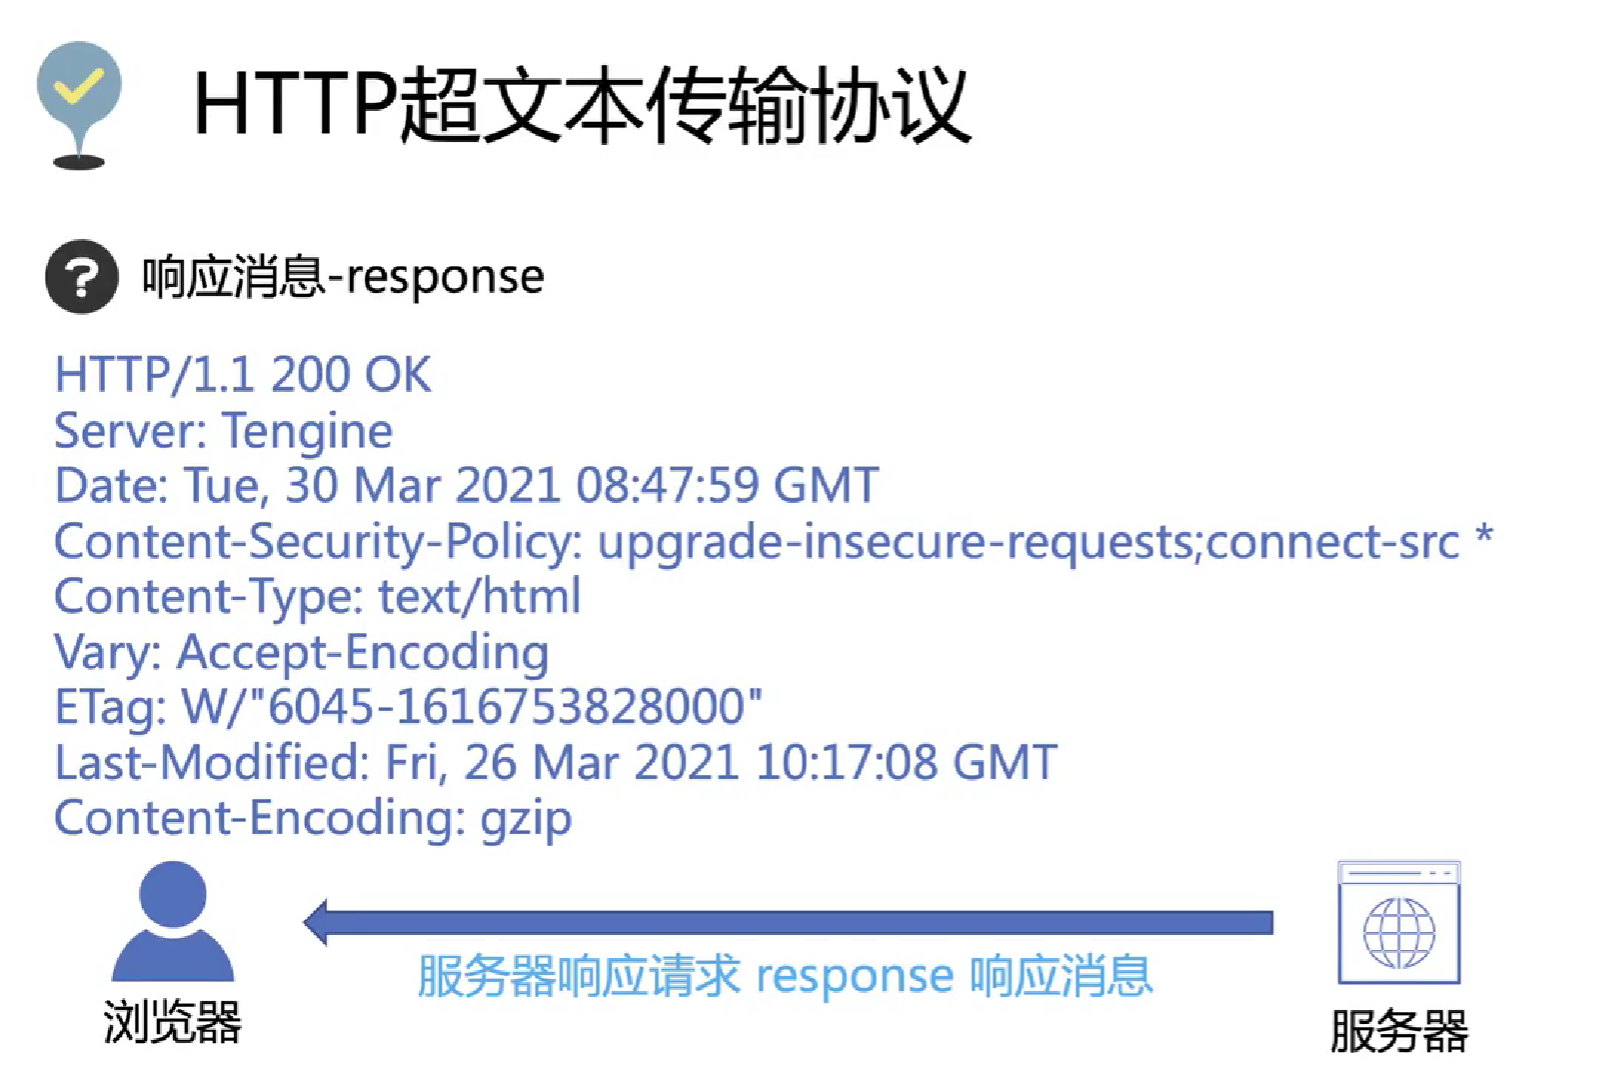 HTTP超文本传输协议
响应消息-response
HTTP/1.1 200 OK
Server: Tengine
Date: Tue, 30 Mar 2021 08:47:59 GMT
Content-Security-Policy: upgrade-insecure-requests;connect-src *
Content-Type: text/html
Vary: Accept-Encoding
ETag: W/"6045-1616753828000"
Last-Modified: Fri, 26 Mar 2021 10:17:08 GMT
Content-Encoding: gzip
服务器响应请求 response 响应消息
浏览器
服务器